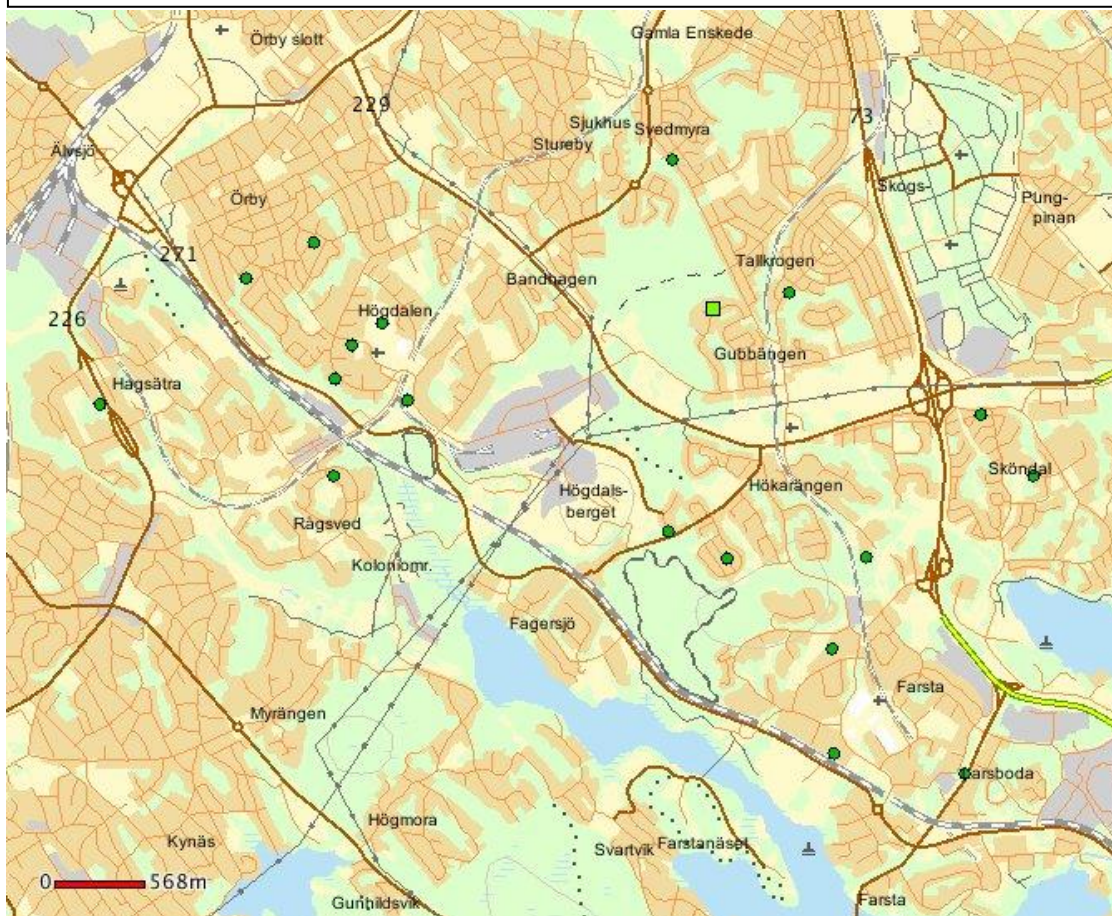 Örby slott
Gamla Enskede
229
Sjukhus
Svedmyra
73
Stureby
Älvsjö
Örby
Skogs-
Pung-
pinan
271
Tallkrogen
Bandhagen
226
Högdalen
Gubbängen
Hagsätra
Sköndal
Hökarängen
Högdals-
berget
Rågsved
Koloniomr.
Fagersjö
Farsta
Myrängen
Larsboda
Högmora
Kynäs
Svartvik
Farstanäset
0
568m
Gunhildsvik
Farsta